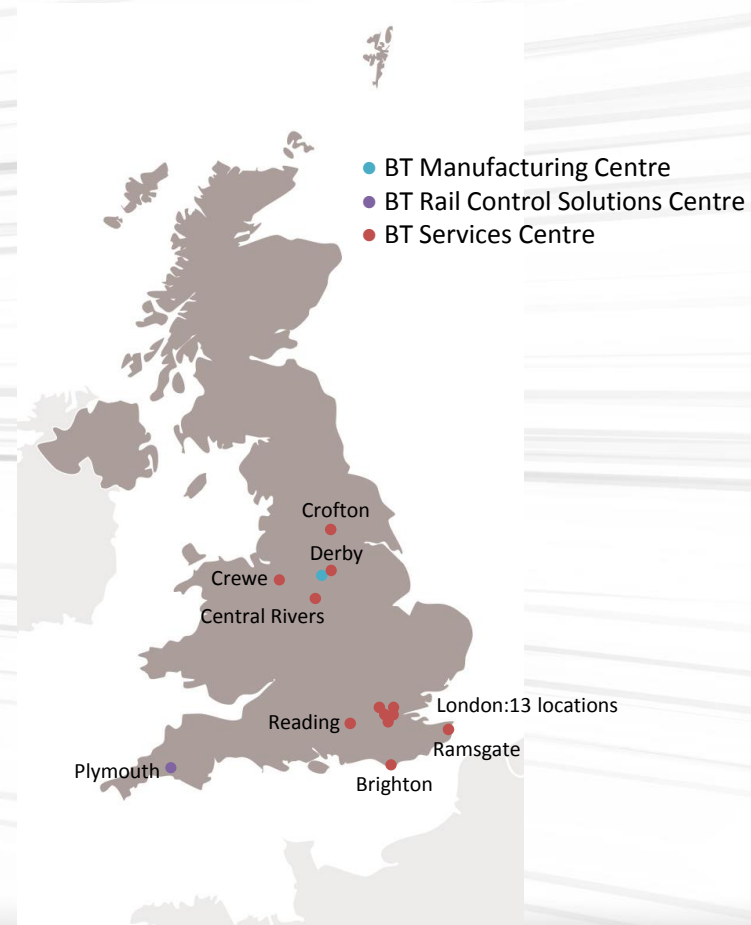 BT Manufacturing Centre
BT Rail Control Solutions Centre
BT Services Centre
Crofton
Derby
Crewe
Central Rivers
London:13 locations
Reading
Ramsgate
Plymouth
Brighton